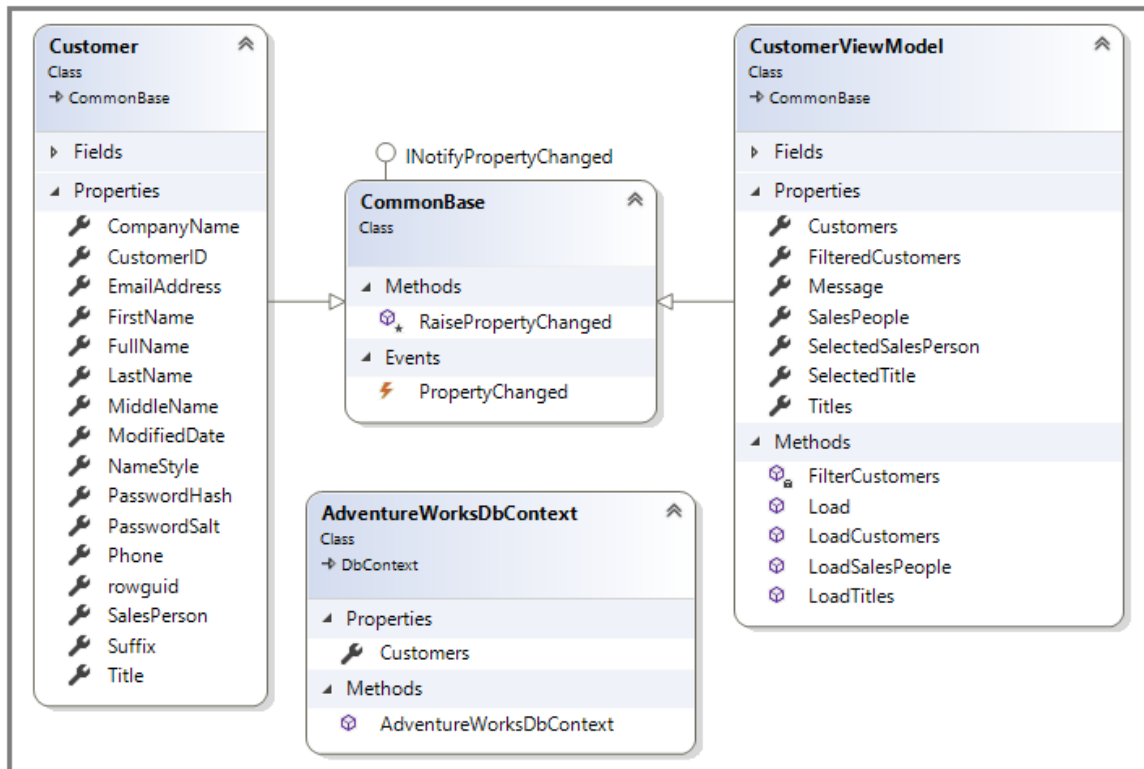 Customer
Class
CommonBase
Fields
Properties
CompanyName
CustomerID
EmailAddress
FirstName
FullName
LastName
MiddleName
ModifiedDate
NameStyle
PasswordHash
PasswordSalt
Phone
rowguid
SalesPerson
Suffix
Title
INotifyPropertyChanged
CommonBase
Class
Methods
RaisePropertyChanged
Events
PropertyChanged
AdventureWorksDbContext
Class
DbContext
Properties
Customers
Methods
AdventureWorksDbContext
CustomerViewModel
Class
CommonBase
Fields
Properties
Customers
FilteredCustomers
Message
SalesPeople
SelectedSalesPerson
SelectedTitle
Titles
Methods
FilterCustomers
Load
LoadCustomers
LoadSalesPeople
LoadTitles